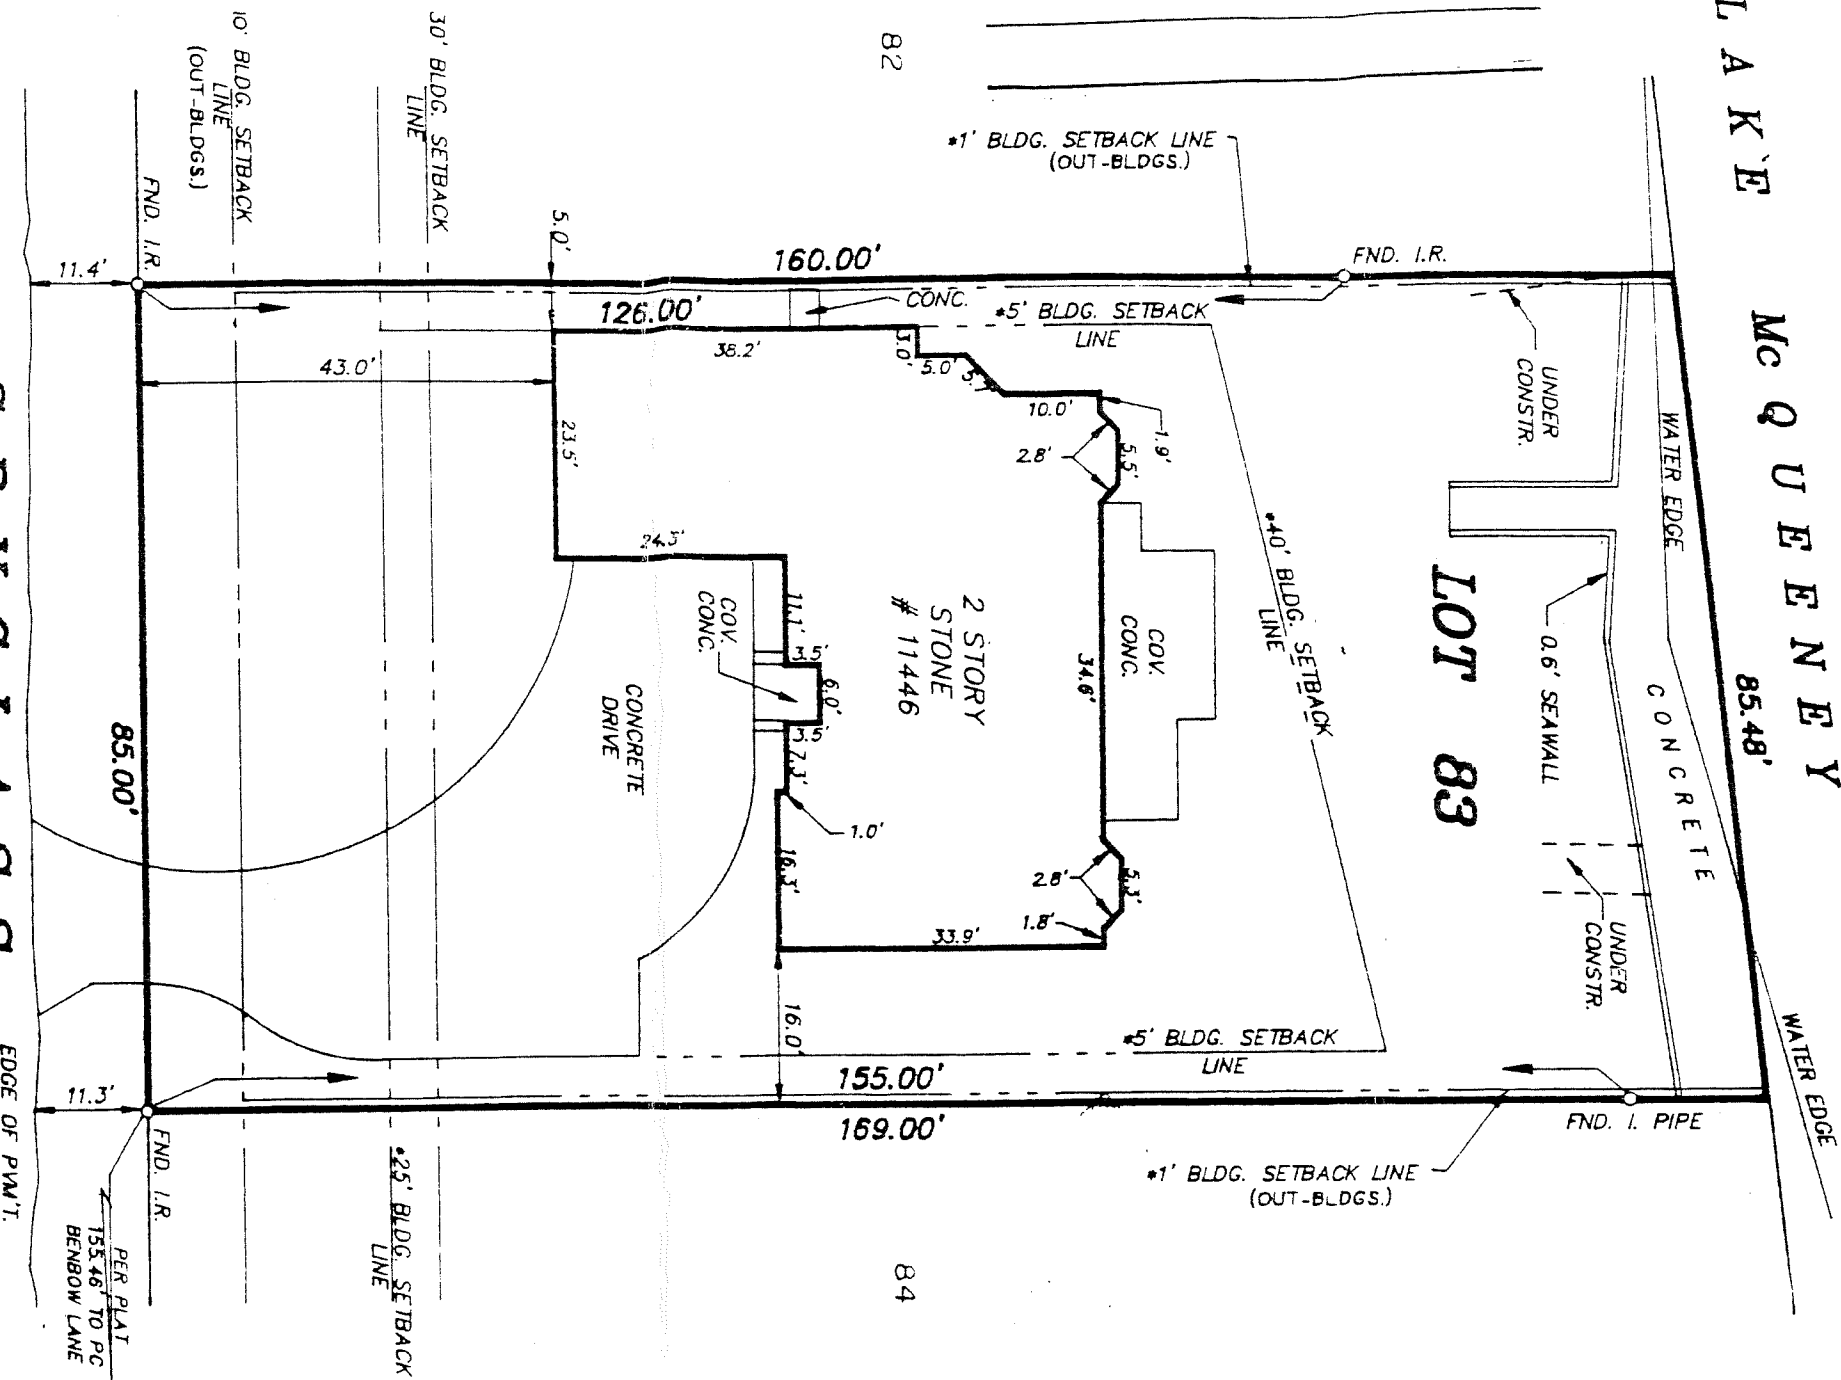 LAKE McQUEENEY
82
10' BLDG. SETBACK
LINE
(OUT-BLDGS.)
30' BLDG. SETBACK
LINE
*1' BLDG. SETBACK LINE
(OUT-BLDGS.)
FND. I.R.
11.4'
5.0'
160.00'
FND. I.R.
126.00'
CONC.
*5' BLDG. SETBACK
LINE
43.0'
38.2'
3.0'
5.0'
5.7'
10.0'
1.9'
2.8'
5.5'
23.5'
24.3'
UNDER
CONSTR.
WATER EDGE
*40' BLDG. SETBACK
LINE
LOT 83
0.6' SEAWALL
CONCRETE
85.48'
COV.
CONC.
34.6'
2 STORY
STONE
# 11446
COV.
CONC.
11.1'
3.5'
6.0'
3.5'
7.3'
1.0'
16.3'
CONCRETE
DRIVE
85.00'
2.8'
5.3'
1.8'
33.9'
16.0'
UNDER
CONSTR.
WATER EDGE
*5' BLDG. SETBACK
LINE
155.00'
169.00'
FND. I. PIPE
*1' BLDG. SETBACK LINE
(OUT-BLDGS.)
11.3'
EDGE OF PVM'T.
FND. I.R.
PER PLAT
155.46' TO PC
BENBOW LANE
*25' BLDG. SETBACK
LINE
84